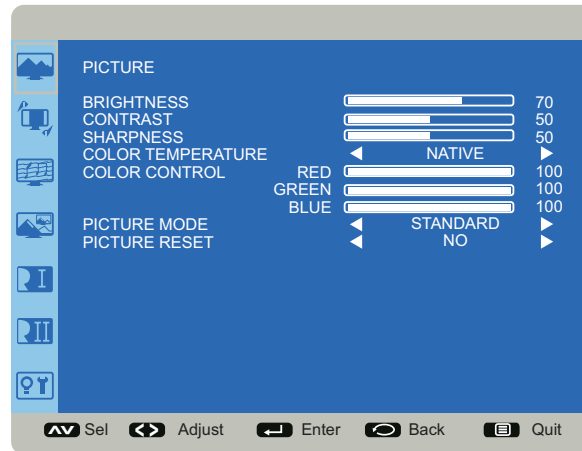 PICTURE
BRIGHTNESS 70
CONTRAST 50
SHARPNESS 50
COLOR TEMPERATURE NATIVE
COLOR CONTROL RED 100
GREEN 100
BLUE 100
PICTURE MODE STANDARD
PICTURE RESET NO
Sel Adjust Enter Back Quit